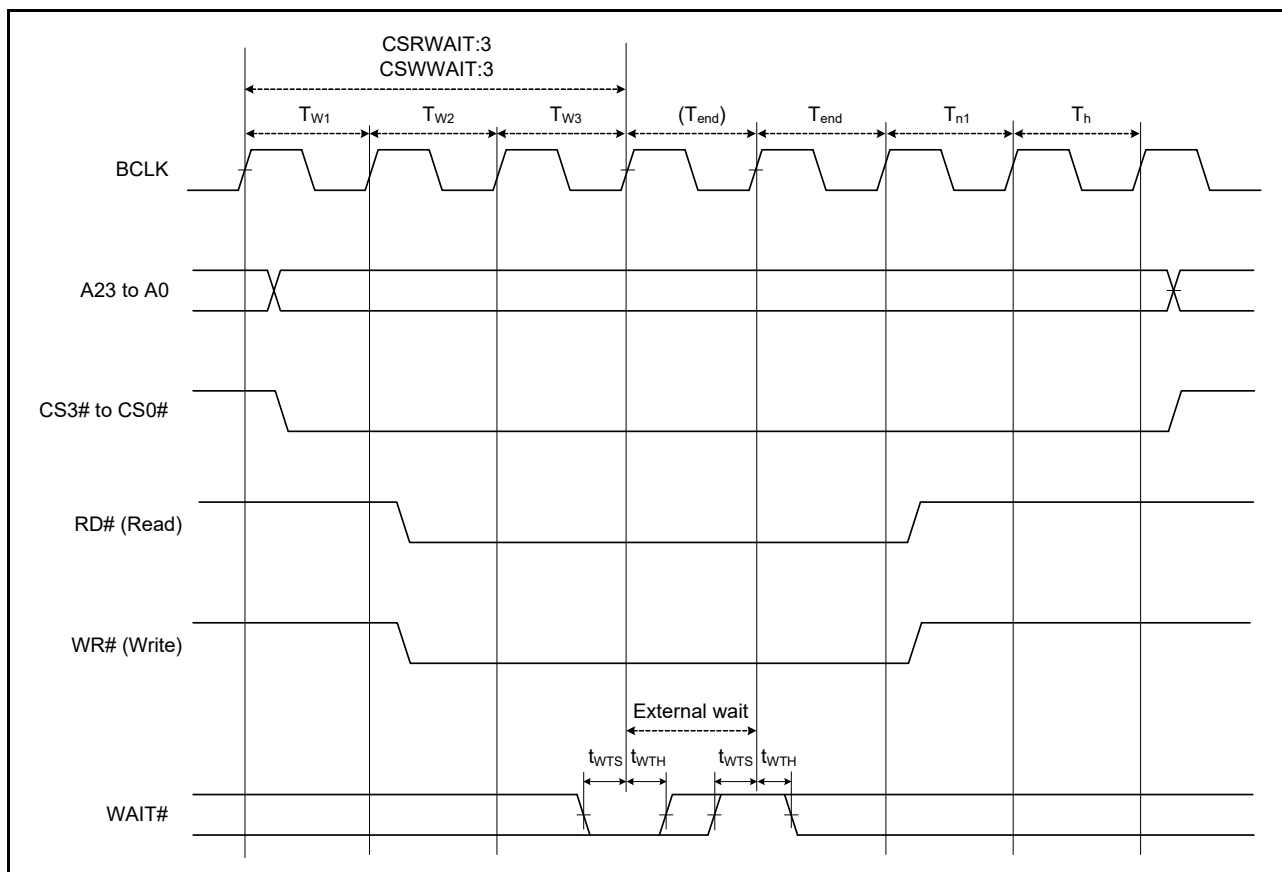 CSRWAIT:3
CSWWAIT:3
TW1 TW2 TW3 (Tend) Tend Tn1 Th
BCLK
A23 to A0
CS3# to CS0#
RD# (Read)
WR# (Write)
External wait
tWTS tWTH tWTS tWTH
WAIT#